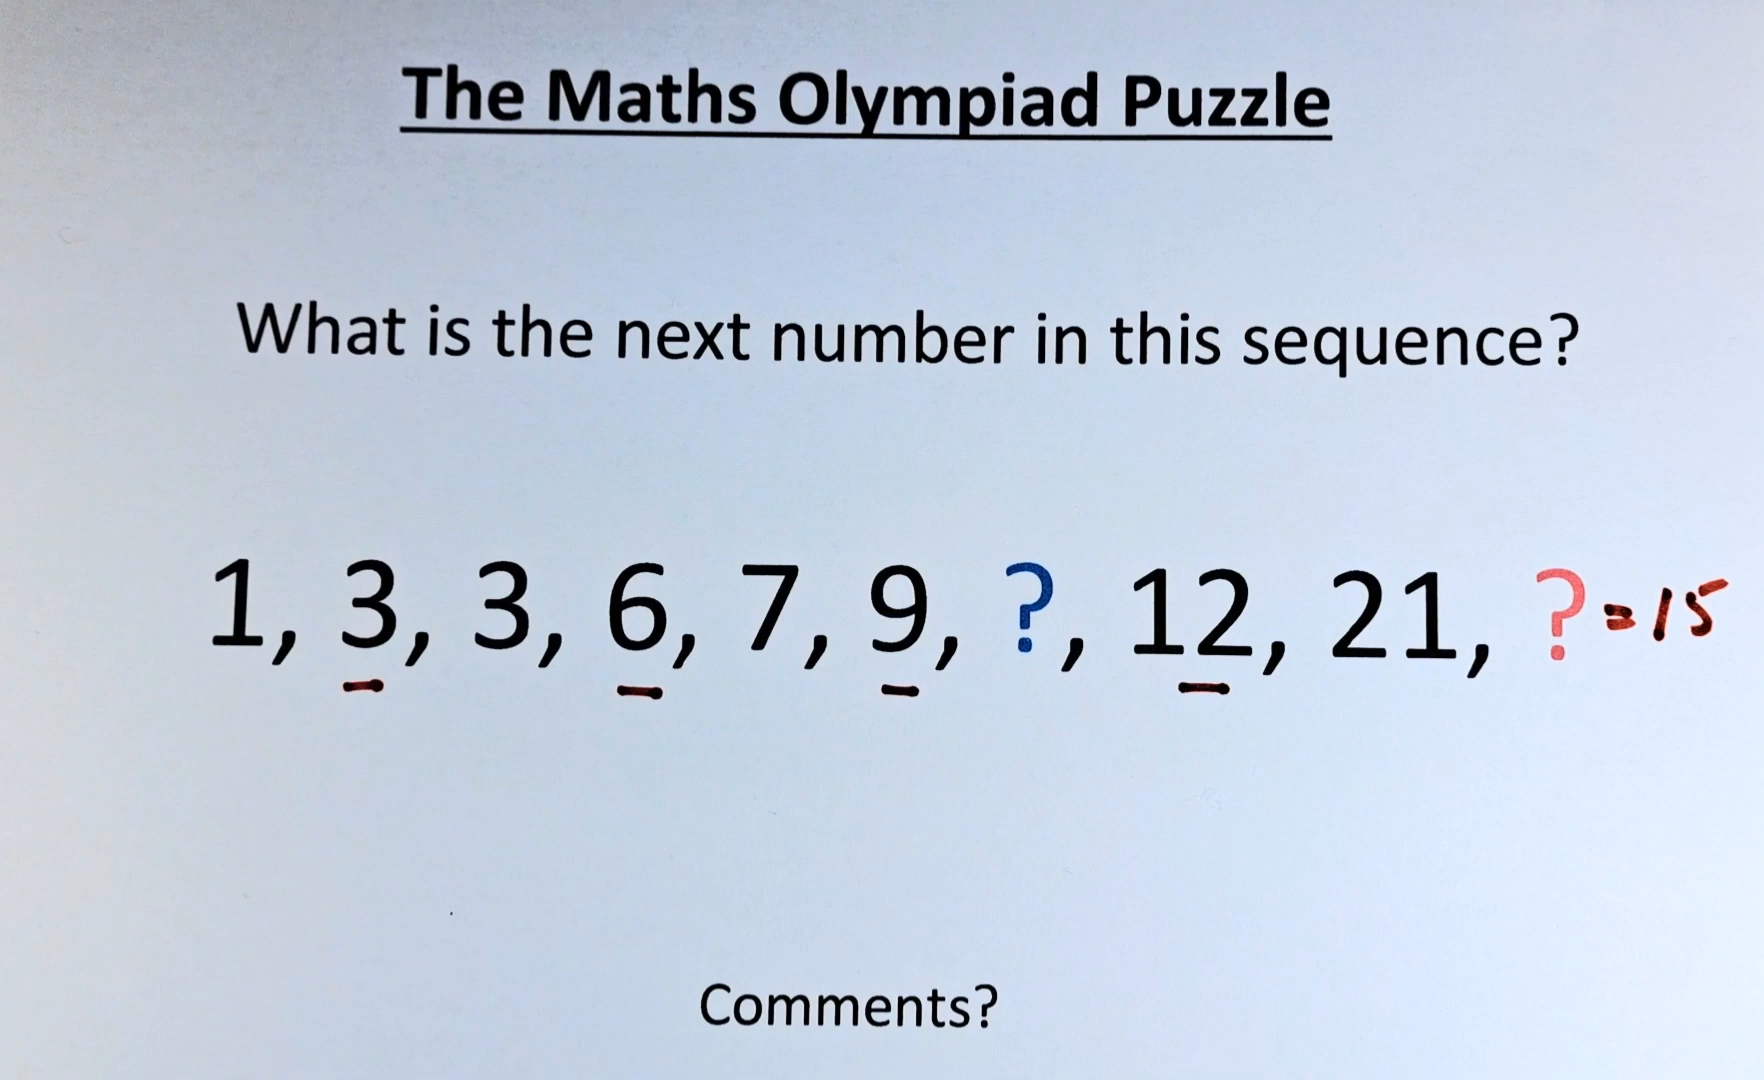 The Maths Olympiad Puzzle
What is the next number in this sequence?
1, 3, 3, 6, 7, 9, ?, 12, 21, ?=15
Comments?